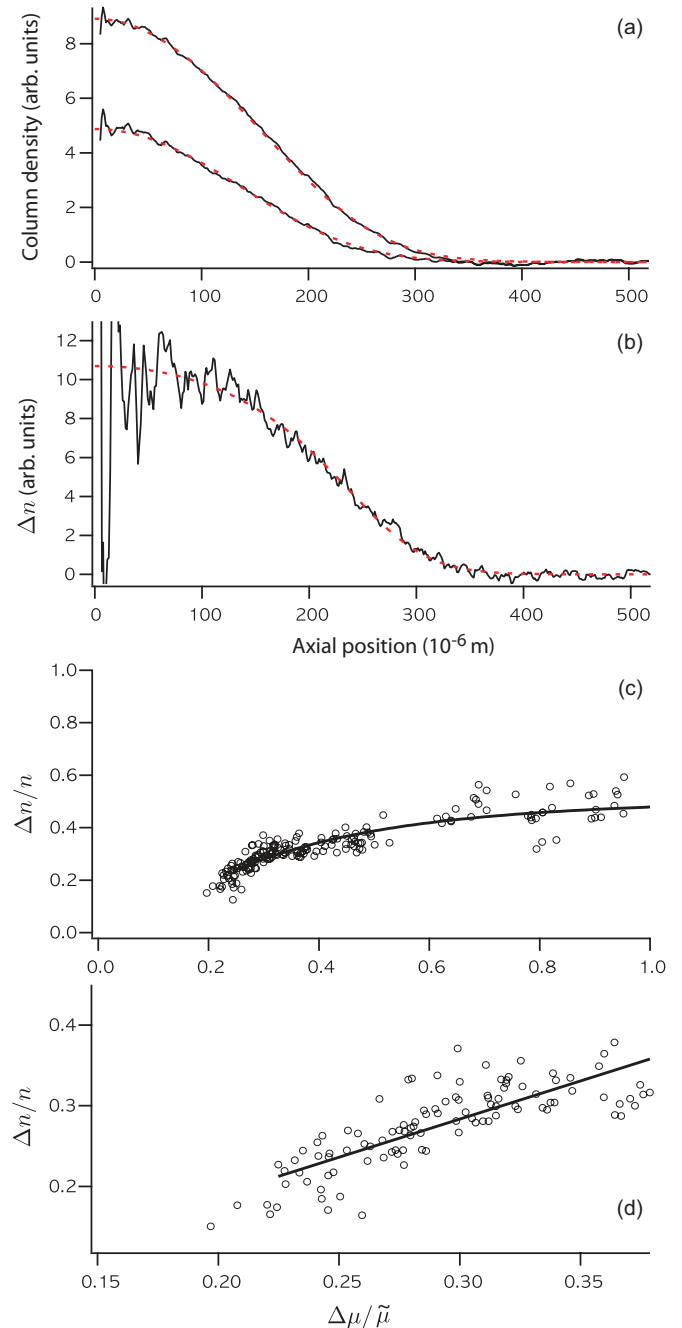 (a)
Column density (arb. units)
8
6
4
2
0
0 100 200 300 400 500
(b)
Δn (arb. units)
12
10
8
6
4
2
0
0 100 200 300 400 500
Axial position (10⁻⁶ m)
(c)
Δn/n
1.0
0.8
0.6
0.4
0.2
0.0
0.0 0.2 0.4 0.6 0.8 1.0
Δn/n
0.4
0.3
0.2
(d)
0.15 0.20 0.25 0.30 0.35
Δμ/μ̃